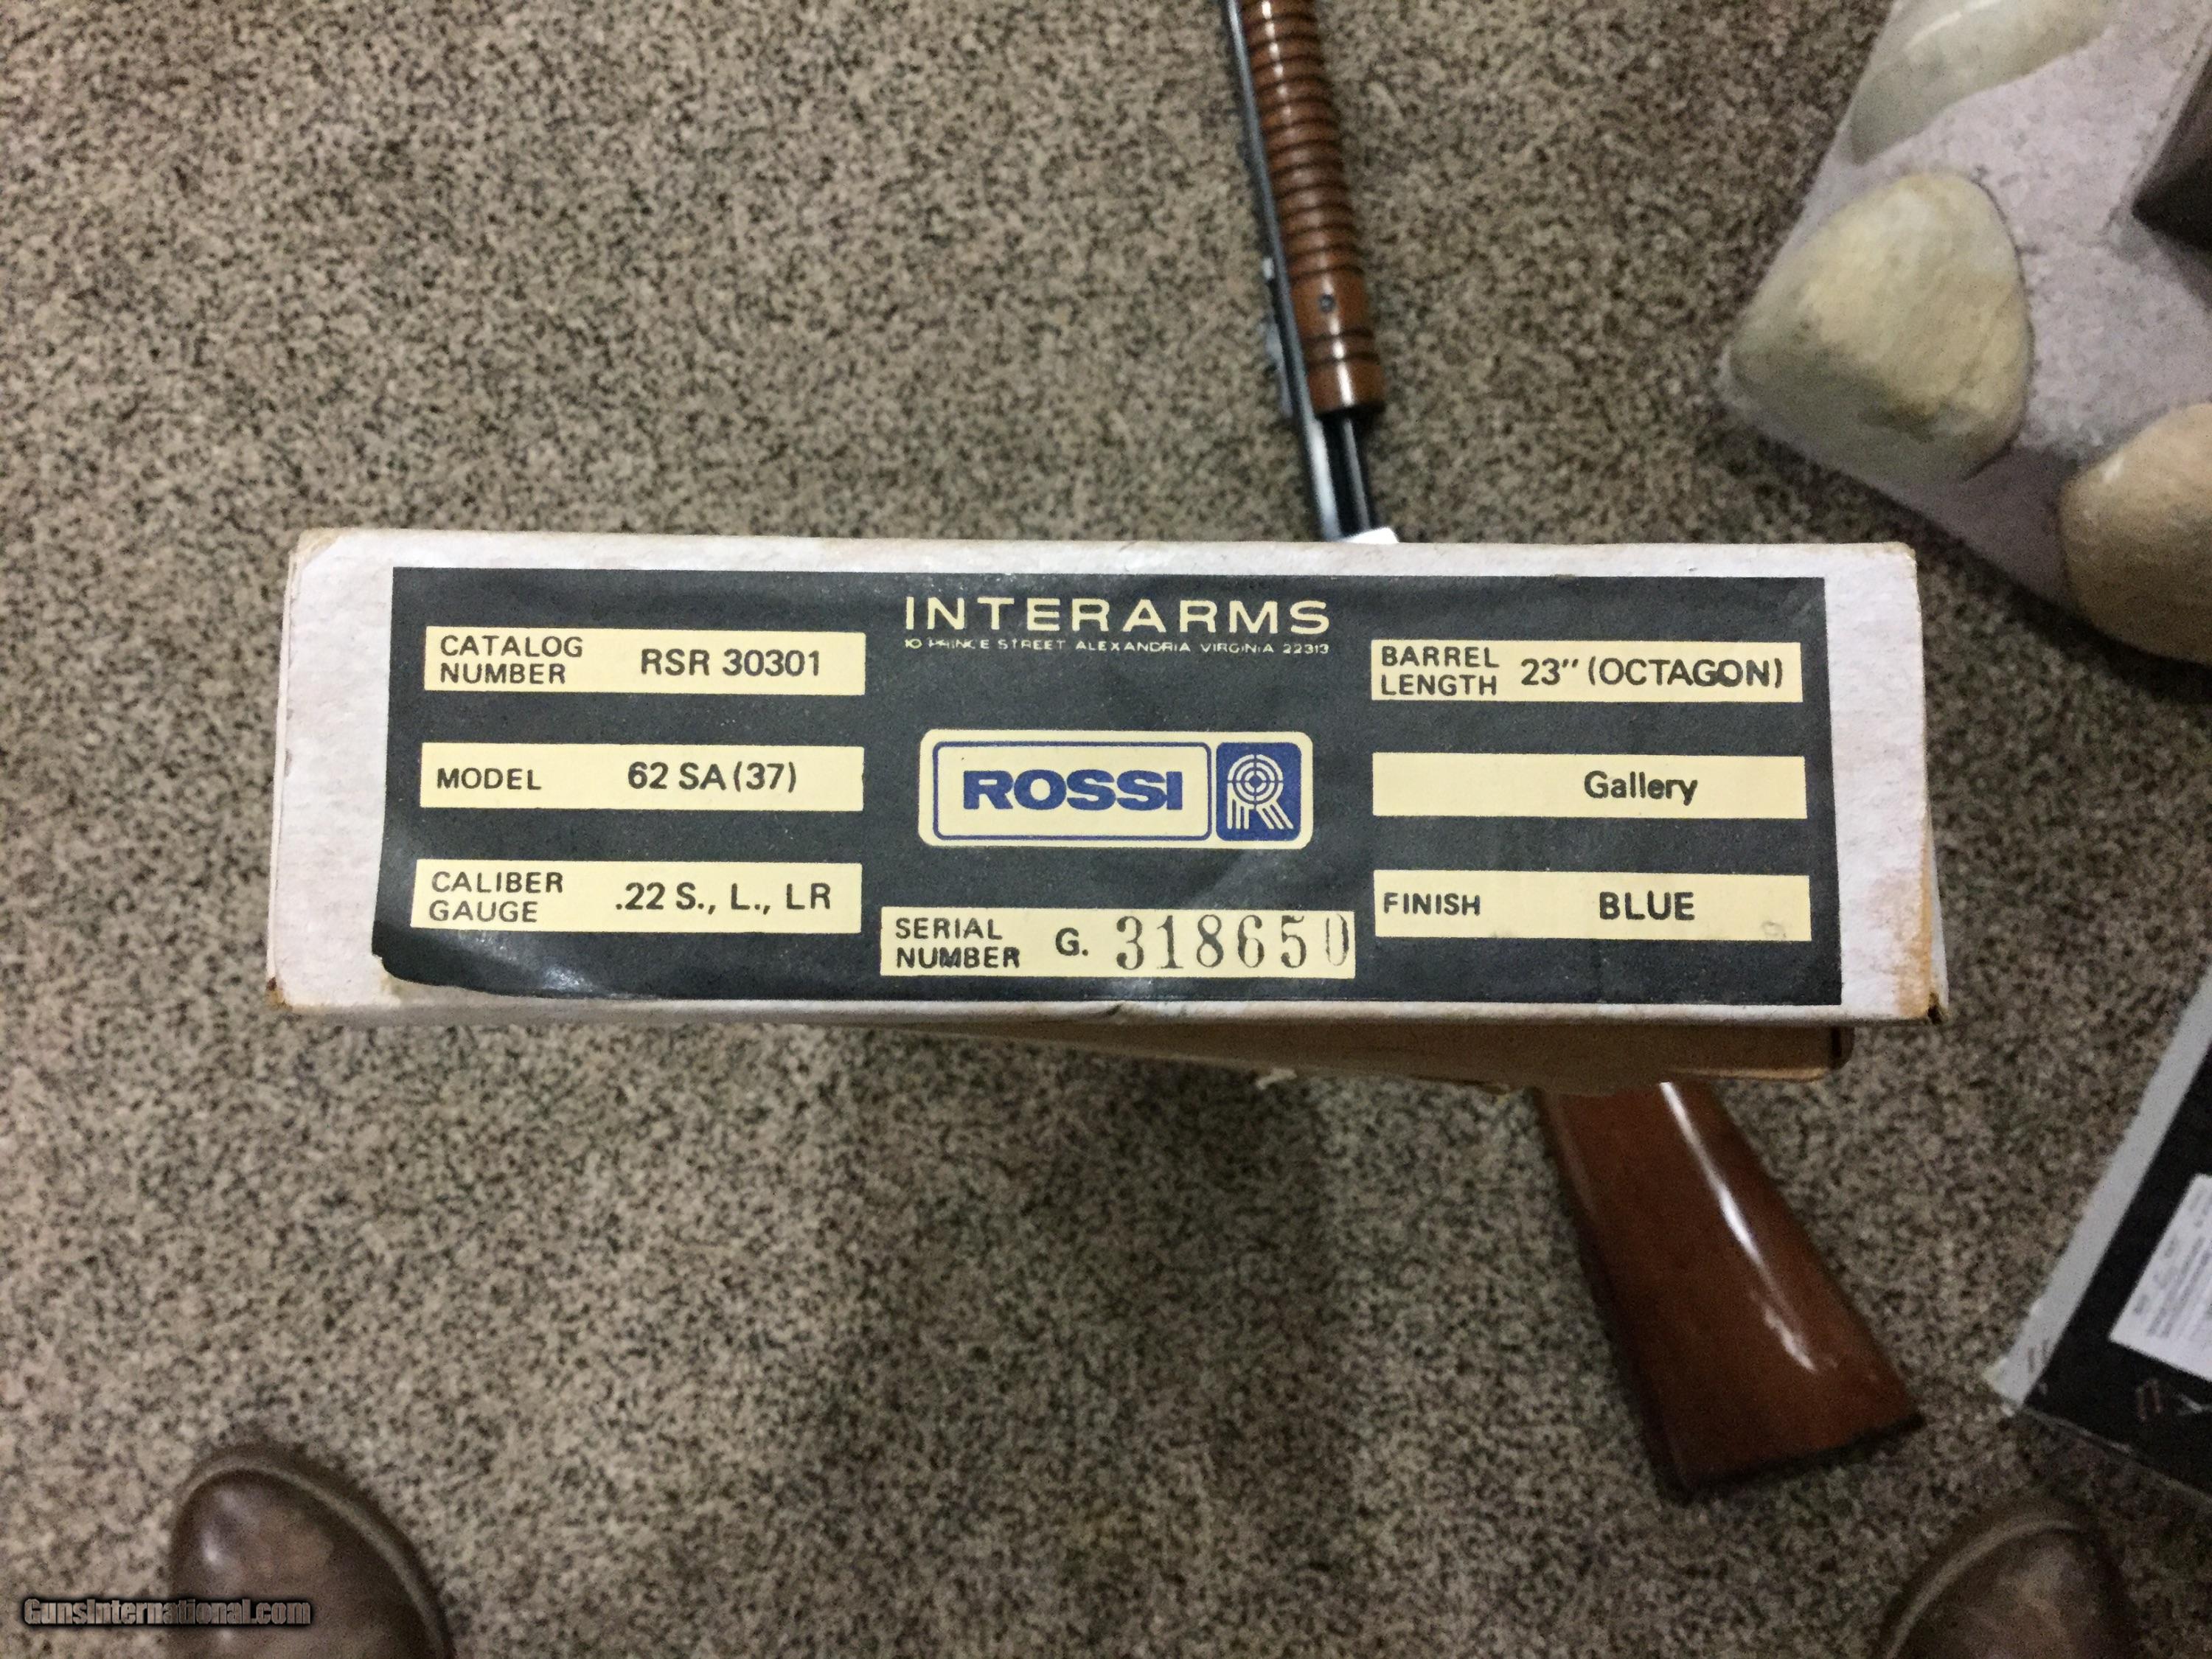 INTERARMS
10 PRINCE STREET ALEXANDRIA VIRGINIA 22313
CATALOG NUMBER RSR 30301
BARREL LENGTH 23" (OCTAGON)
MODEL 62 SA (37)
ROSSI
Gallery
CALIBER GAUGE .22 S., L., LR
SERIAL NUMBER G. 318650
FINISH BLUE
GunsInternational.com